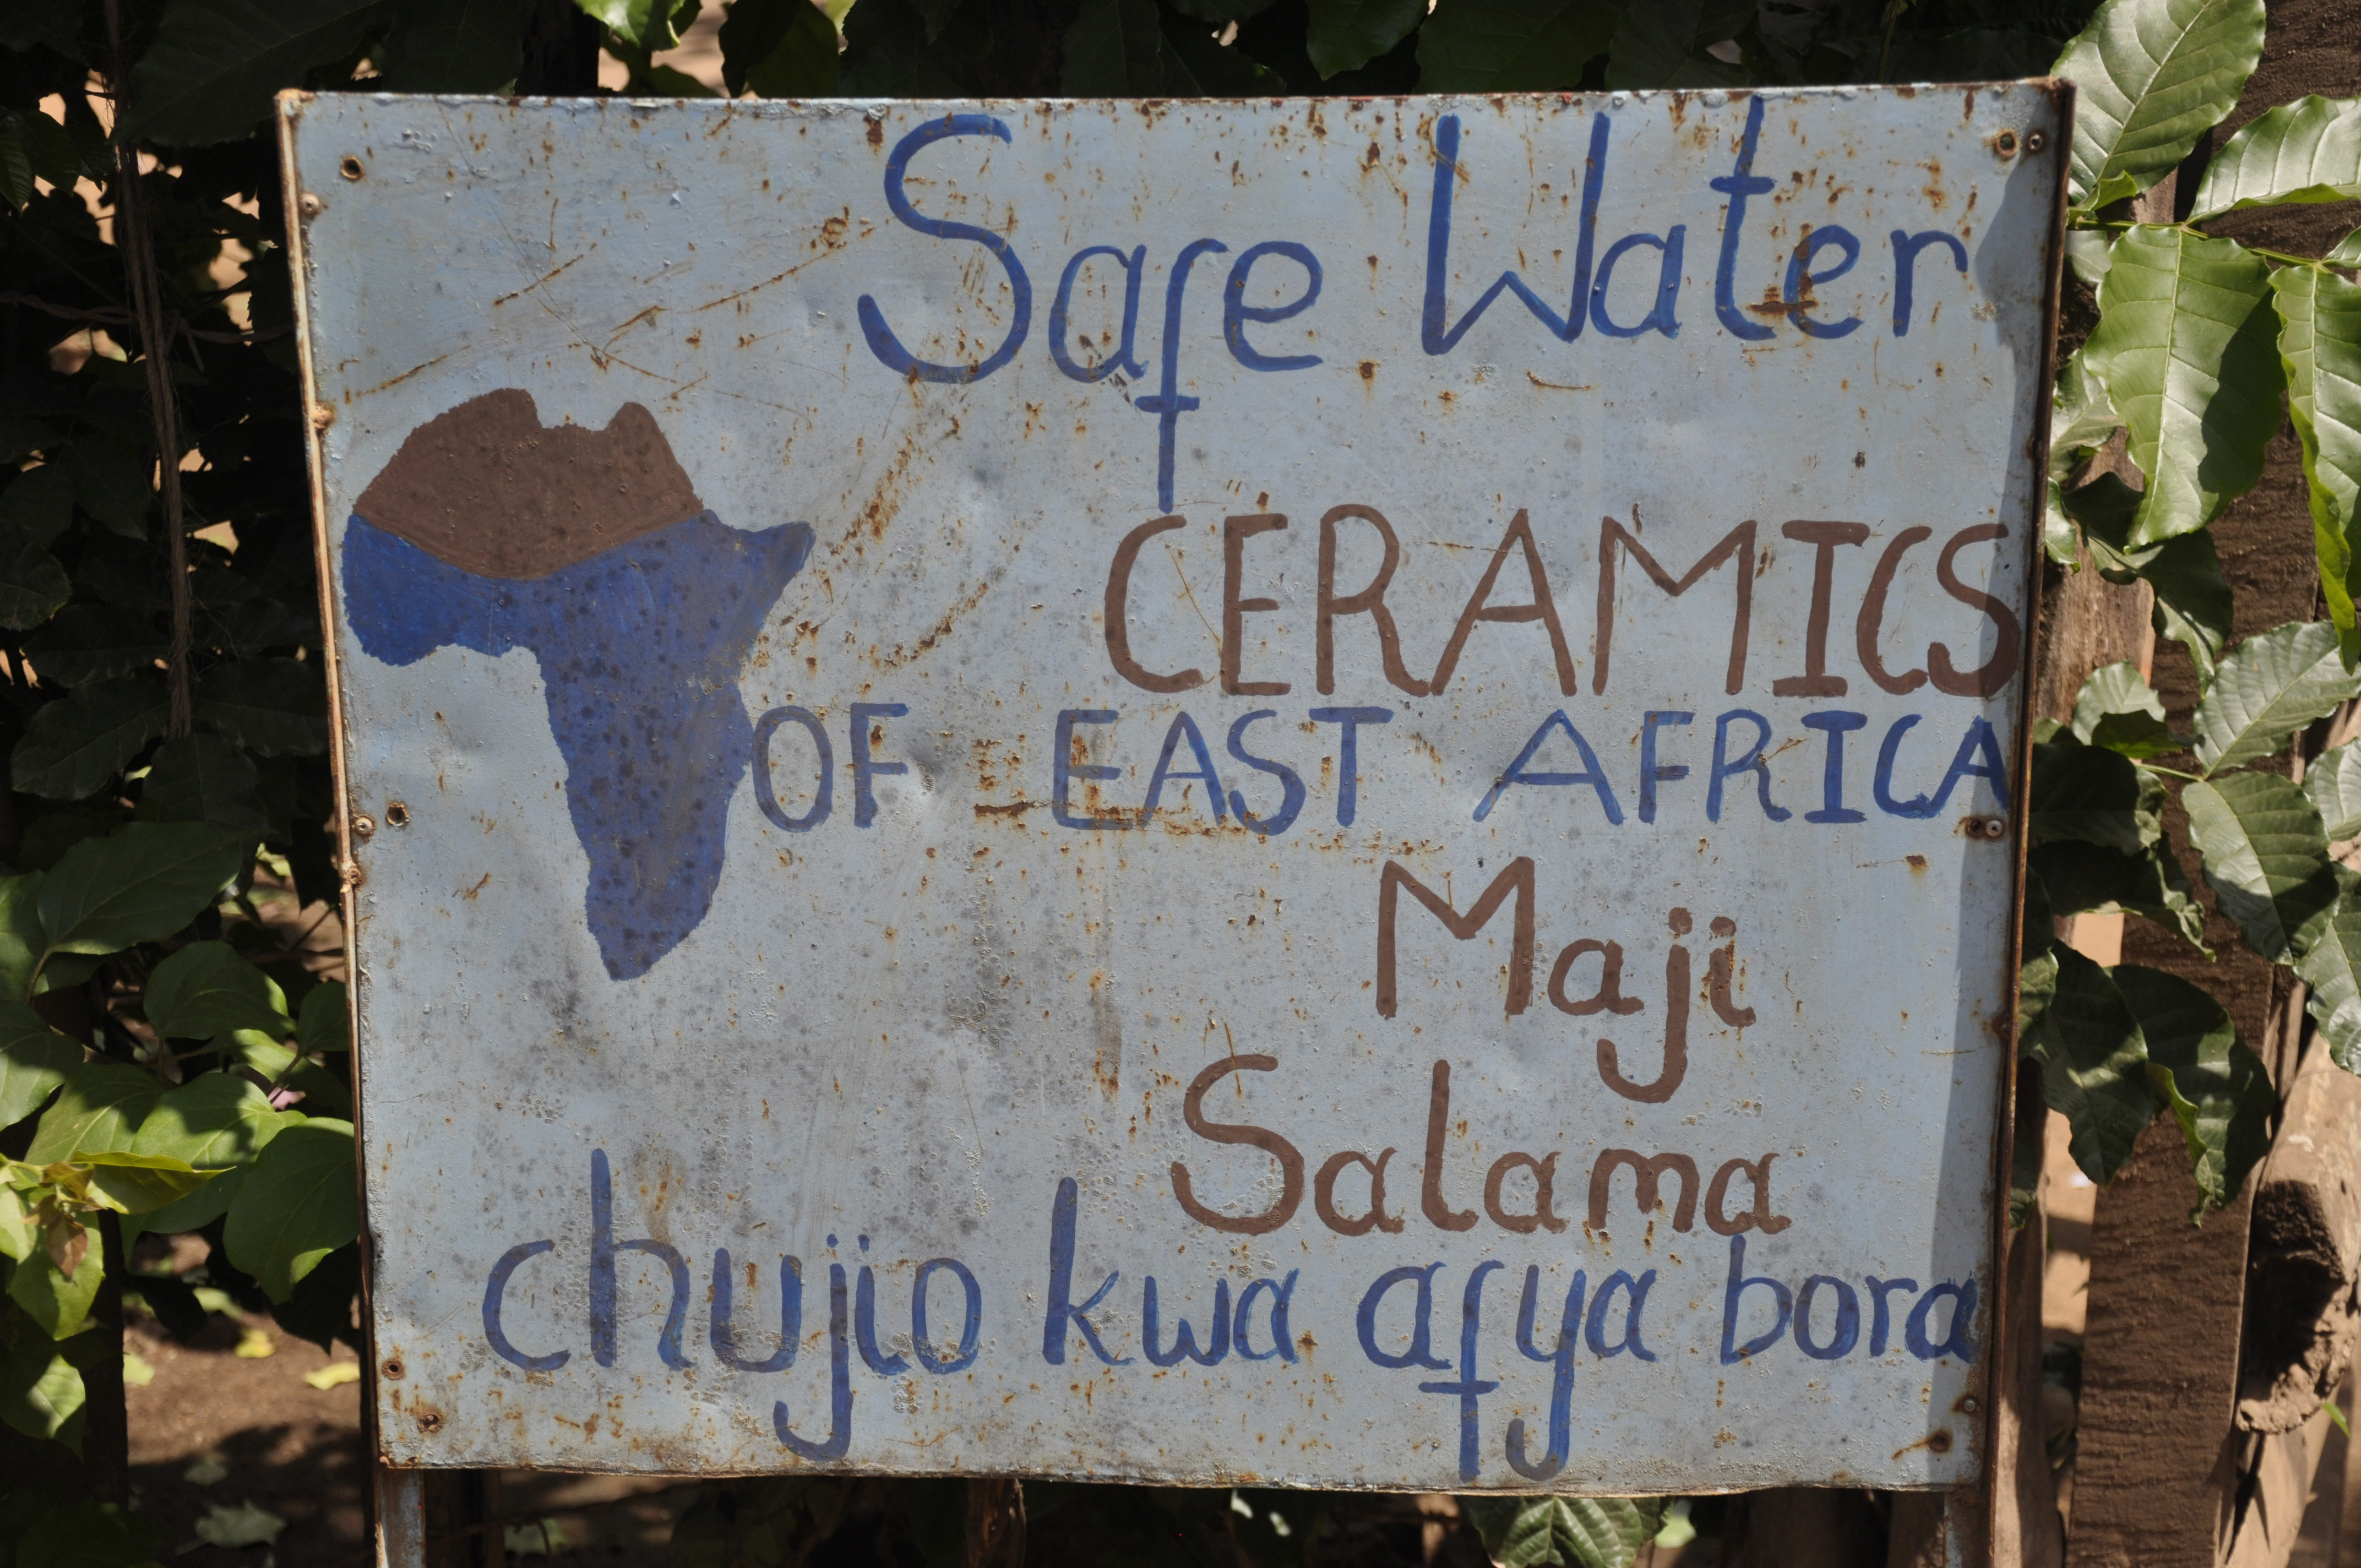 Safe Water
CERAMICS
OF EAST AFRICA
Maji
Salama
chujio kwa afya bora